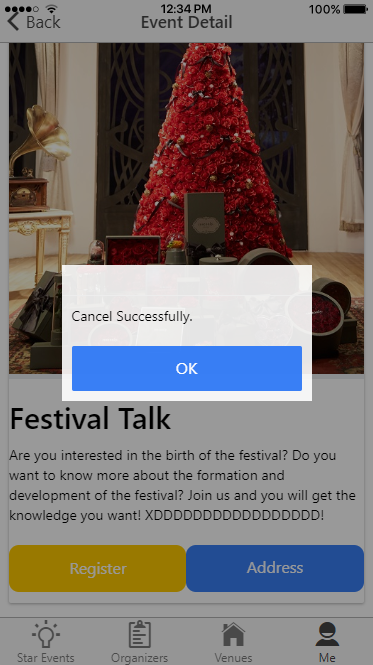 12:34 PM
100%
Back
Event Detail
Cancel Successfully.
OK
Festival Talk
Are you interested in the birth of the festival? Do you
want to know more about the formation and
development of the festival? Join us and you will get the
knowledge you want! XDDDDDDDDDDDDDDDDDD!
Register
Address
Star Events
Organizers
Venues
Me